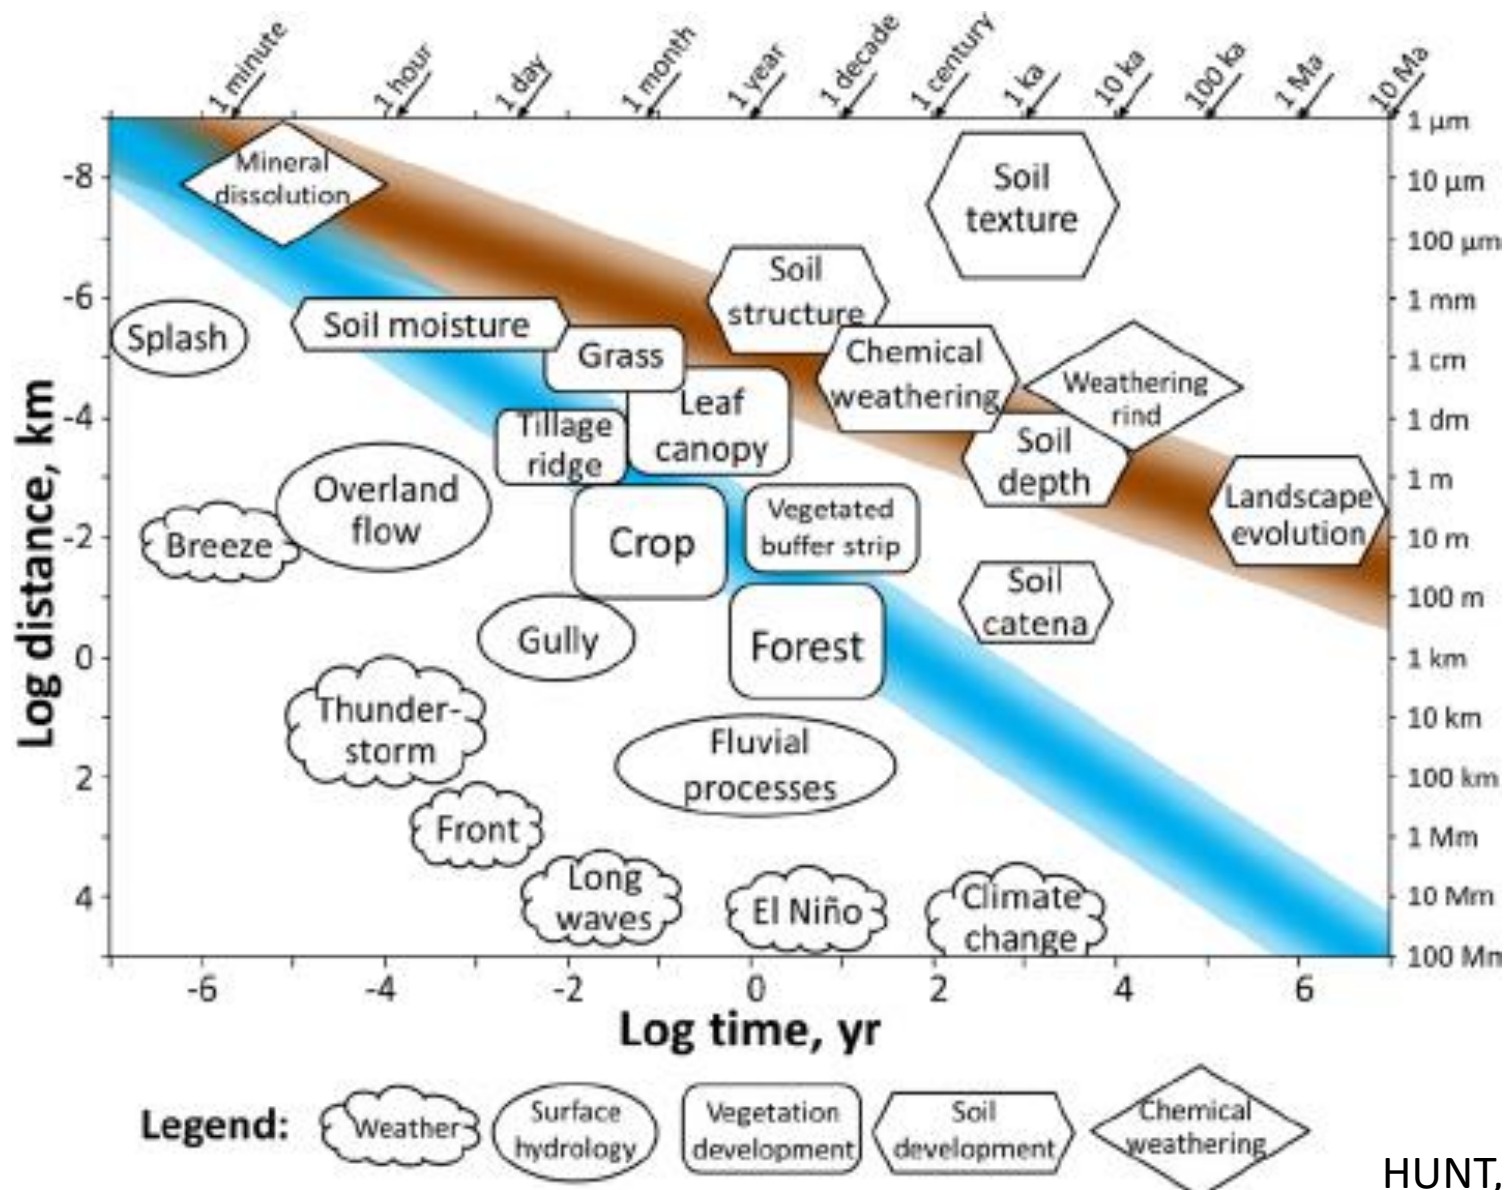 1 minute
1 hour
1 day
1 month
1 year
1 decade
1 century
1 ka
10 ka
100 ka
1 Ma
10 Ma
1 μm
10 μm
100 μm
1 mm
1 cm
1 dm
1 m
10 m
100 m
1 km
10 km
100 km
1 Mm
10 Mm
100 Mm
Log distance, km
-8
-6
-4
-2
0
2
4
Mineral
dissolution
Soil
texture
Splash
Soil moisture
Soil
structure
Grass
Chemical
weathering
Weathering
rind
Leaf
canopy
Tillage
ridge
Soil
depth
Overland
flow
Breeze
Crop
Vegetated
buffer strip
Landscape
evolution
Soil
catena
Gully
Forest
Thunder-
storm
Fluvial
processes
Front
Long
waves
El Niño
Climate
change
-6
-4
-2
0
2
4
6
Log time, yr
Legend:
Weather
Surface
hydrology
Vegetation
development
Soil
development
Chemical
weathering
HUNT,